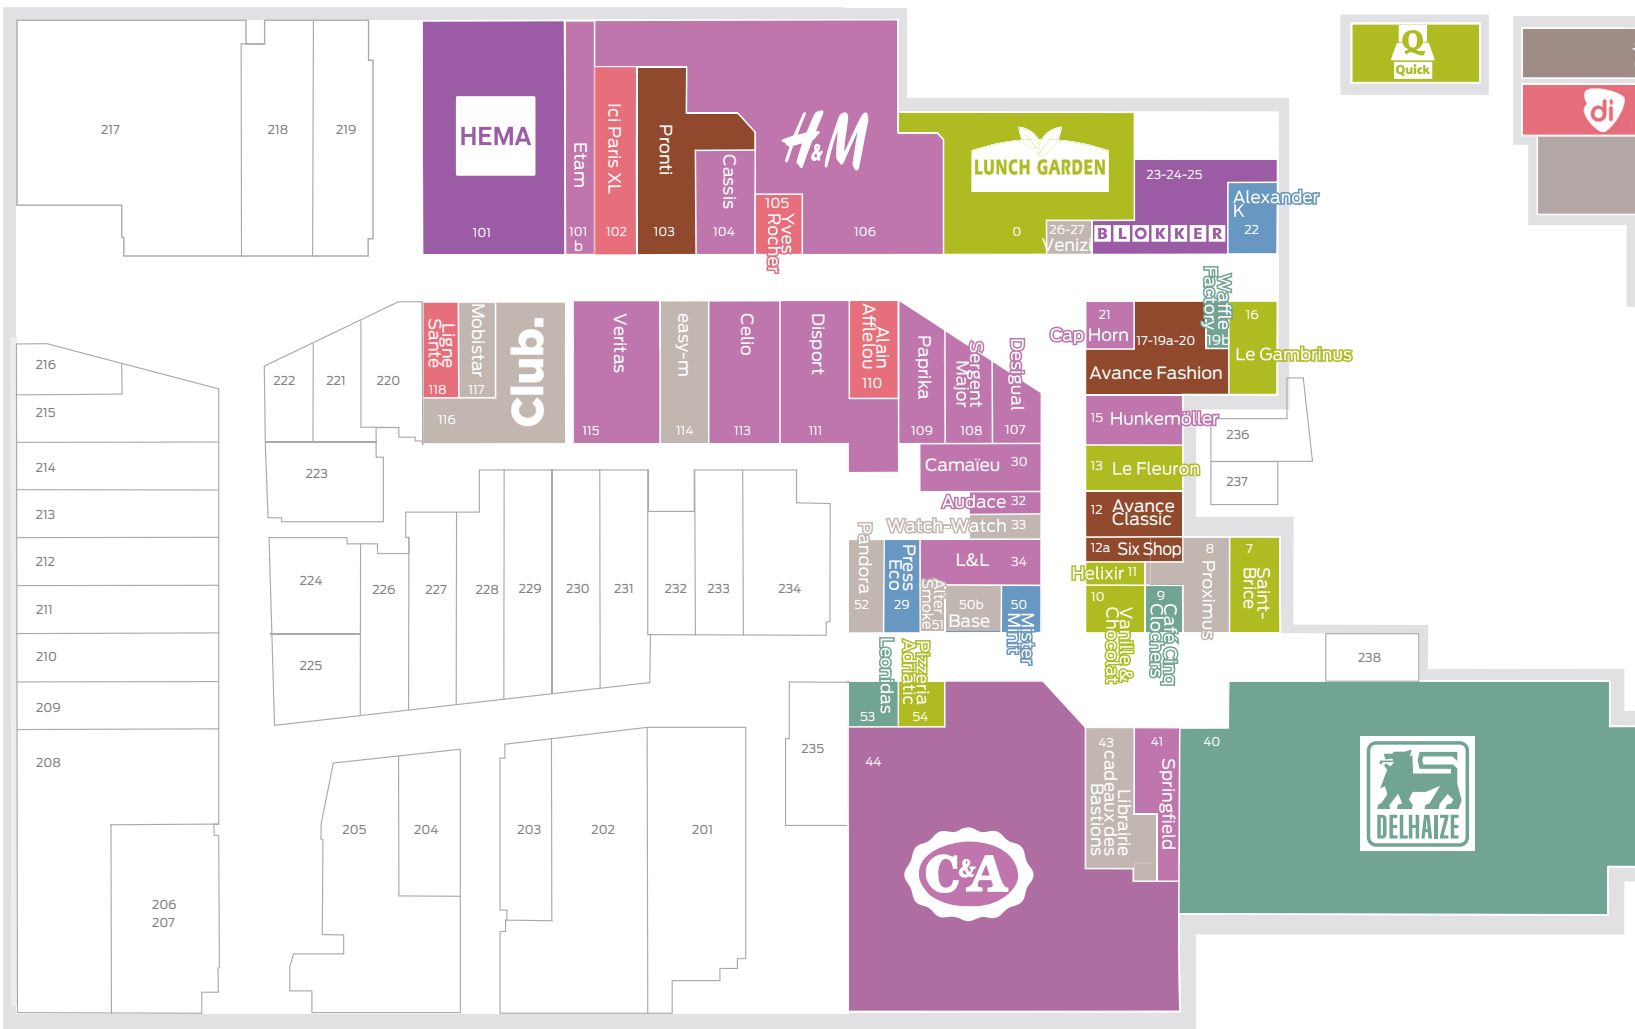 217
218
219
HEMA
101
Etam
101
b
Ici Paris XL
102
Pronti
103
Cassis
104
105
Yves
Rocher
H&M
106
LUNCH GARDEN
0
26-27
Venizi
23-24-25
BLOKKER
Alexander
K
22
Q
Quick
di
216
215
214
213
212
211
210
209
208
206
207
222
221
220
223
224
225
226
227
228
229
230
231
232
233
234
235
205
204
203
202
201
Ligne
Santé
118
Mobistar
117
club.
116
Veritas
115
easy-m
114
Celio
113
Disport
111
Alain
Afflelou
110
Paprika
109
Sergent
Major
108
Desigual
107
Camaïeu 30
Audace 32
Watch-Watch 33
L&L 34
Pandora
52
Press
Eco
29
Alter
Smoke
51
50b
Base
50
Mister
Minit
Leonidas
53
Pizzeria
Adriatic
54
44
C&A
21
Cap Horn
17-19a-20
Waffle
Factory
19b
16
Le Gambrinus
Avance Fashion
15 Hunkemöller
13 Le Fleuron
12 Avance
Classic
12a Six Shop
Helixir 11
10
Vanille &
Chocolat
9
Café Cinq
Clochers
8
Proximus
7
Saint-
Brice
236
237
238
43
Librairie
cadeaux des
Bastions
41
Springfield
40
DELHAIZE